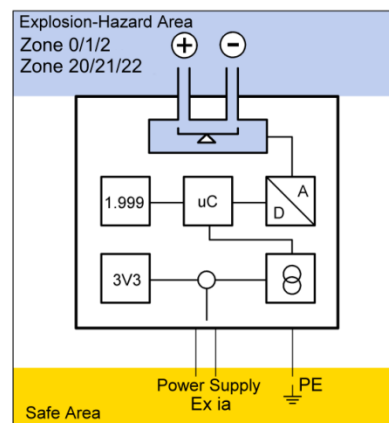 Explosion-Hazard Area
Zone 0/1/2
Zone 20/21/22
+ −
1.999
uC
A
D
3V3
Power Supply
Ex ia
PE
Safe Area